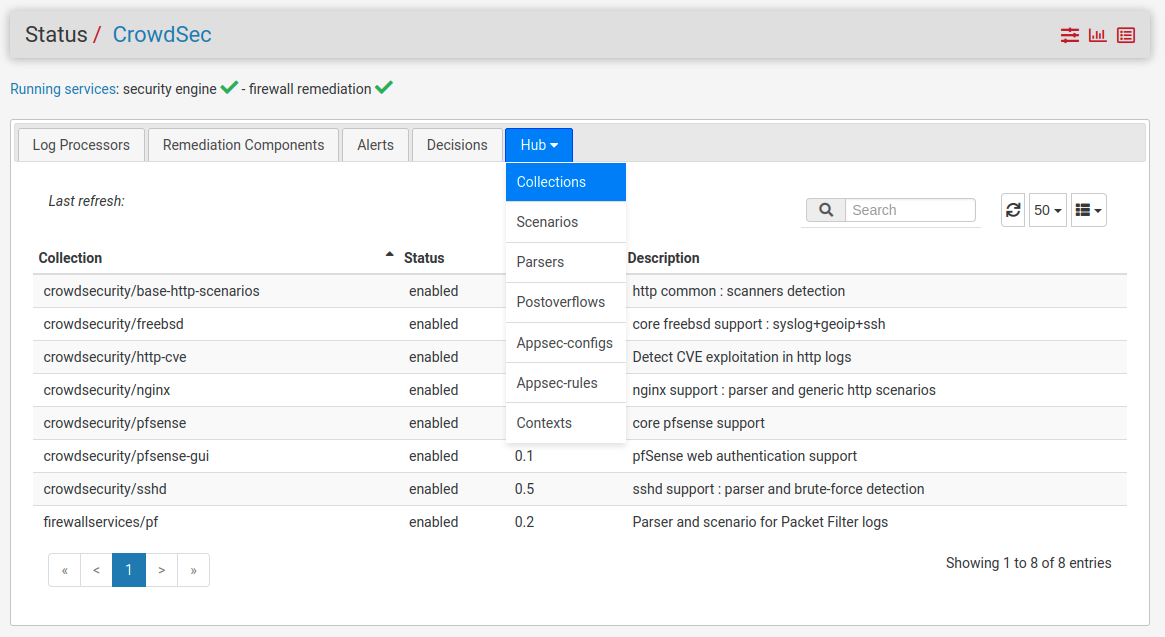 Status / CrowdSec
Running services: security engine - firewall remediation
Log Processors Remediation Components Alerts Decisions Hub
Collections
Scenarios
Parsers
Postoverflows
Appsec-configs
Appsec-rules
Contexts
Last refresh:
Search 50
Collection Status Description
crowdsecurity/base-http-scenarios enabled http common : scanners detection
crowdsecurity/freebsd enabled core freebsd support : syslog+geoip+ssh
crowdsecurity/http-cve enabled Detect CVE exploitation in http logs
crowdsecurity/nginx enabled nginx support : parser and generic http scenarios
crowdsecurity/pfsense enabled core pfsense support
crowdsecurity/pfsense-gui enabled 0.1 pfSense web authentication support
crowdsecurity/sshd enabled 0.5 sshd support : parser and brute-force detection
firewallservices/pf enabled 0.2 Parser and scenario for Packet Filter logs
« < 1 > » Showing 1 to 8 of 8 entries